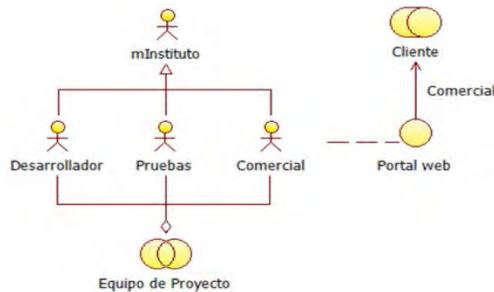 mInstituto
Cliente
Comercial
Desarrollador
Pruebas
Comercial
Portal web
Equipo de Proyecto